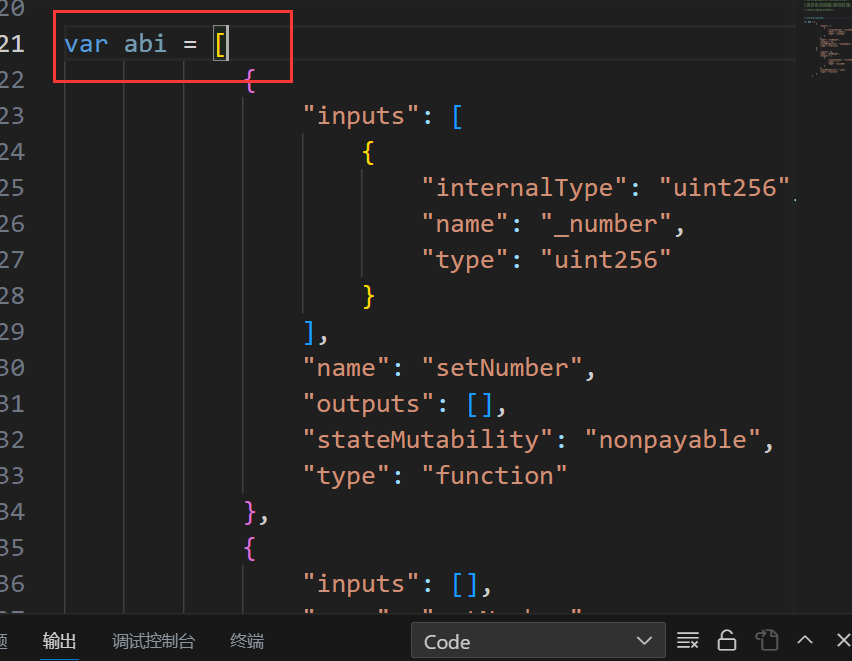 20
21 var abi = [
22 {
23 "inputs": [
24 {
25 "internalType": "uint256",
26 "name": "_number",
27 "type": "uint256"
28 }
29 ],
30 "name": "setNumber",
31 "outputs": [],
32 "stateMutability": "nonpayable",
33 "type": "function"
34 },
35 {
36 "inputs": [],
题 输出 调试控制台 终端 Code